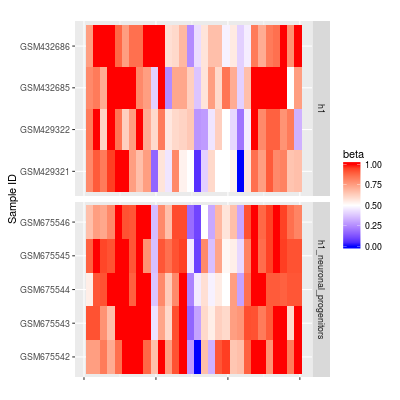 GSM432686
GSM432685
GSM429322
GSM429321
h1
GSM675546
GSM675545
GSM675544
GSM675543
GSM675542
h1_neuronal_progenitors
Sample ID
beta
1.00
0.75
0.50
0.25
0.00